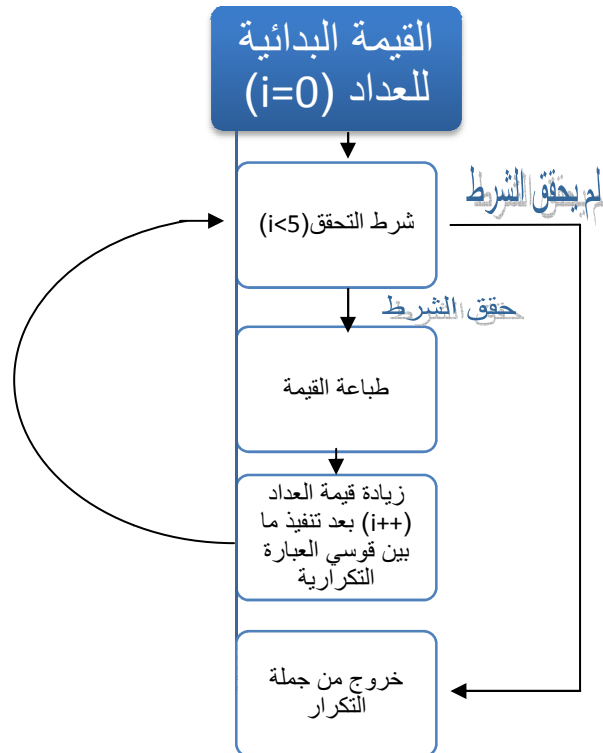 القيمة البدائية
للعداد (i=0)
لم يحقق الشرط
شرط التحقق(i<5)
حقق الشرط
طباعة القيمة
زيادة قيمة العداد
(i++) بعد تنفيذ ما
بين قوسي العبارة
التكرارية
خروج من جملة
التكرار